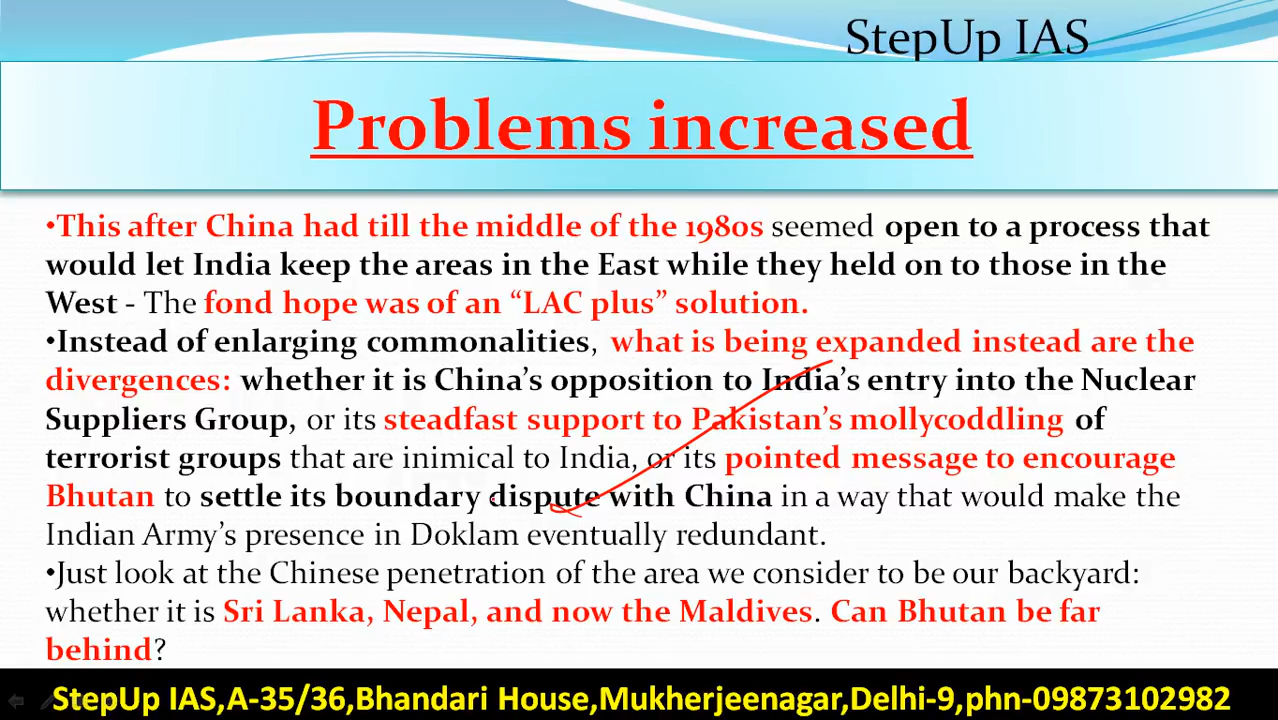 StepUp IAS
Problems increased
•This after China had till the middle of the 1980s seemed open to a process that
would let India keep the areas in the East while they held on to those in the
West - The fond hope was of an “LAC plus” solution.
•Instead of enlarging commonalities, what is being expanded instead are the
divergences: whether it is China’s opposition to India’s entry into the Nuclear
Suppliers Group, or its steadfast support to Pakistan’s mollycoddling of
terrorist groups that are inimical to India, or its pointed message to encourage
Bhutan to settle its boundary dispute with China in a way that would make the
Indian Army’s presence in Doklam eventually redundant.
•Just look at the Chinese penetration of the area we consider to be our backyard:
whether it is Sri Lanka, Nepal, and now the Maldives. Can Bhutan be far
behind?
StepUp IAS,A-35/36,Bhandari House,Mukherjeenagar,Delhi-9,phn-09873102982